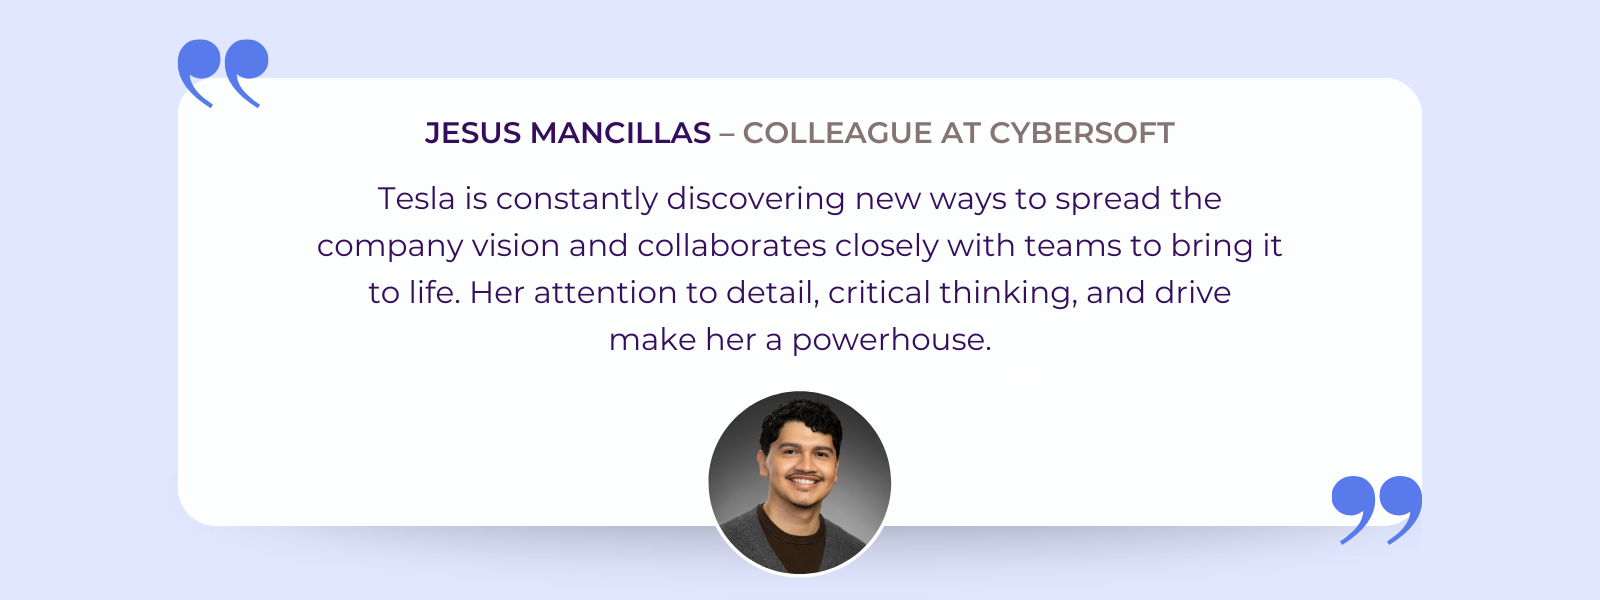 JESUS MANCILLAS – COLLEAGUE AT CYBERSOFT
Tesla is constantly discovering new ways to spread the
company vision and collaborates closely with teams to bring it
to life. Her attention to detail, critical thinking, and drive
make her a powerhouse.